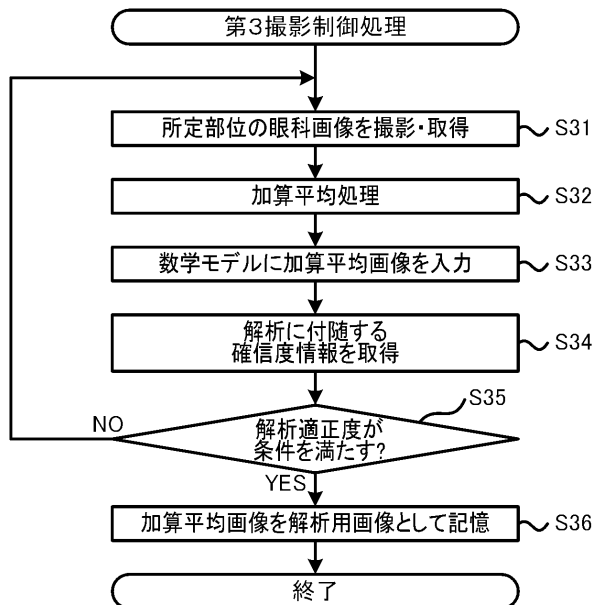 第3撮影制御処理
所定部位の眼科画像を撮影・取得
S31
加算平均処理
S32
数学モデルに加算平均画像を入力
S33
解析に付随する
確信度情報を取得
S34
S35
NO
解析適正度が
条件を満たす?
YES
加算平均画像を解析用画像として記憶
S36
終了